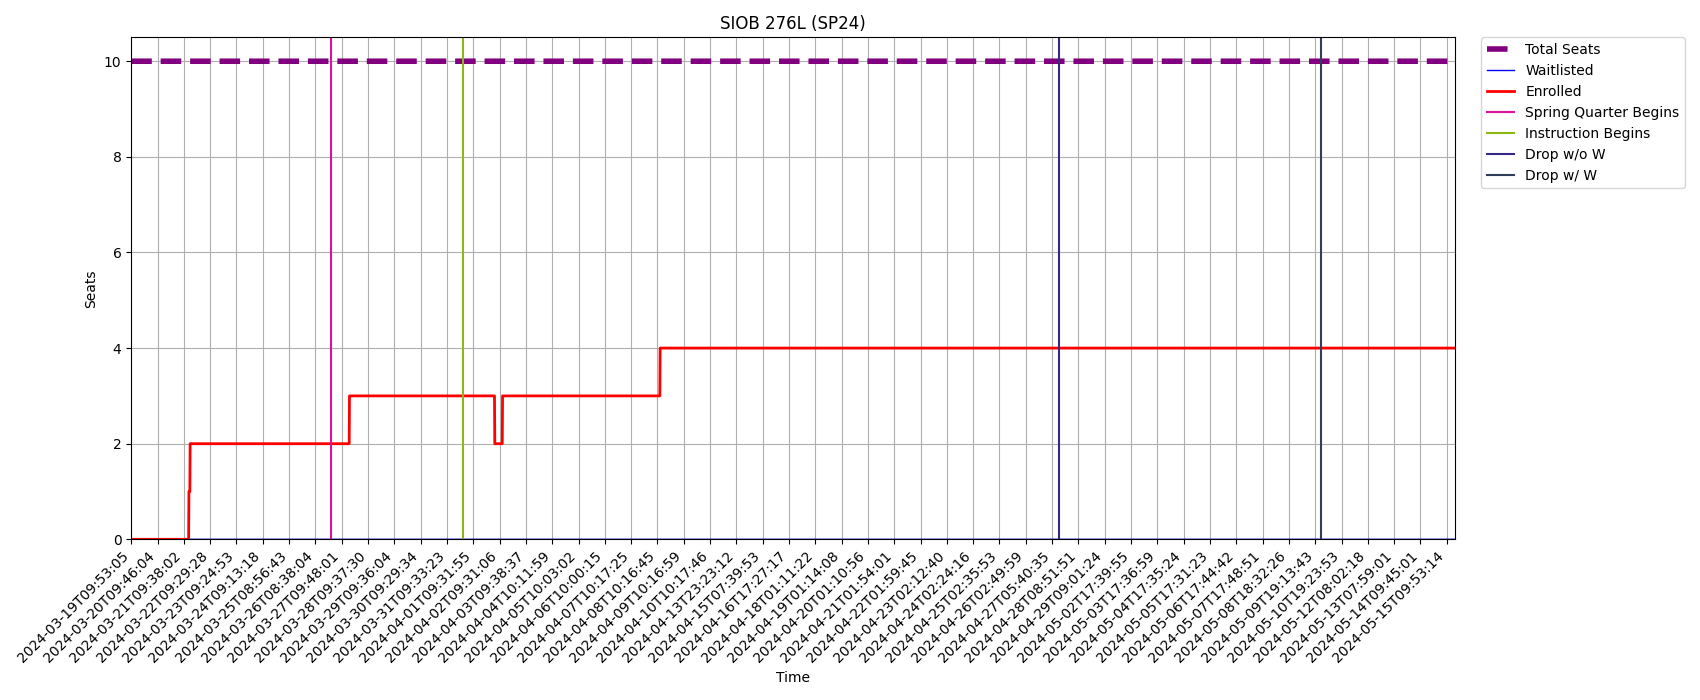 SIOB 276L (SP24)
10
8
6
4
2
0
Seats
2024-03-19T09:53:05
2024-03-20T09:46:04
2024-03-21T09:38:02
2024-03-22T09:29:28
2024-03-23T09:24:53
2024-03-24T09:13:18
2024-03-25T08:56:43
2024-03-26T08:38:04
2024-03-27T09:48:01
2024-03-28T09:37:30
2024-03-29T09:36:04
2024-03-30T09:29:34
2024-03-31T09:33:23
2024-04-01T09:31:55
2024-04-02T09:31:06
2024-04-03T09:38:37
2024-04-04T10:11:59
2024-04-05T10:03:02
2024-04-06T10:00:15
2024-04-07T10:17:25
2024-04-08T10:16:45
2024-04-09T10:16:59
2024-04-10T10:17:46
2024-04-13T23:23:12
2024-04-15T07:39:53
2024-04-16T17:27:17
2024-04-18T01:11:22
2024-04-19T01:14:08
2024-04-20T01:10:56
2024-04-21T01:54:01
2024-04-22T01:59:45
2024-04-23T02:12:40
2024-04-24T02:24:16
2024-04-25T02:35:53
2024-04-26T02:49:59
2024-04-27T05:40:35
2024-04-28T08:51:51
2024-04-29T09:01:24
2024-05-02T17:39:55
2024-05-03T17:36:59
2024-05-04T17:35:24
2024-05-05T17:31:23
2024-05-06T17:44:42
2024-05-07T17:48:51
2024-05-08T18:32:26
2024-05-09T19:13:43
2024-05-10T19:23:53
2024-05-12T08:02:18
2024-05-13T07:59:01
2024-05-14T09:45:01
2024-05-15T09:53:14
Time
Total Seats
Waitlisted
Enrolled
Spring Quarter Begins
Instruction Begins
Drop w/o W
Drop w/ W